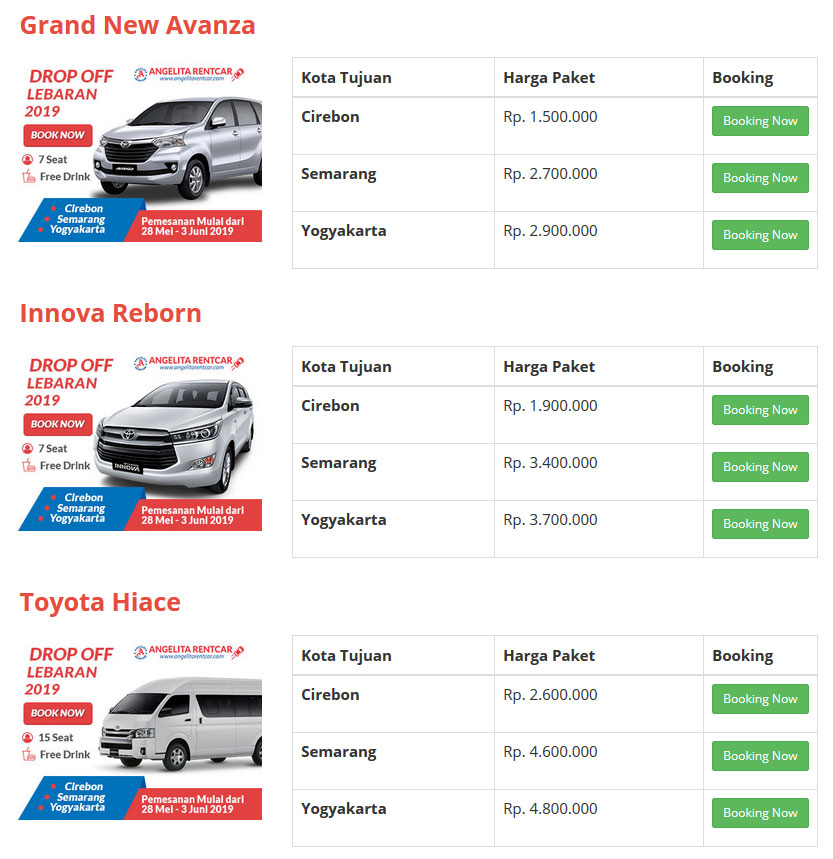 Grand New Avanza
DROP OFF
LEBARAN
2019
BOOK NOW
7 Seat
Free Drink
ANGELITA RENTCAR
www.angelitarentcar.com
AVANZA
Cirebon
Semarang
Yogyakarta
Pemesanan Mulai dari
28 Mei - 3 Juni 2019
Kota Tujuan Harga Paket Booking
Cirebon Rp. 1.500.000 Booking Now
Semarang Rp. 2.700.000 Booking Now
Yogyakarta Rp. 2.900.000 Booking Now
Innova Reborn
DROP OFF
LEBARAN
2019
BOOK NOW
7 Seat
Free Drink
ANGELITA RENTCAR
www.angelitarentcar.com
INNOVA
Cirebon
Semarang
Yogyakarta
Pemesanan Mulai dari
28 Mei - 3 Juni 2019
Kota Tujuan Harga Paket Booking
Cirebon Rp. 1.900.000 Booking Now
Semarang Rp. 3.400.000 Booking Now
Yogyakarta Rp. 3.700.000 Booking Now
Toyota Hiace
DROP OFF
LEBARAN
2019
BOOK NOW
15 Seat
Free Drink
ANGELITA RENTCAR
www.angelitarentcar.com
Cirebon
Semarang
Yogyakarta
Pemesanan Mulai dari
28 Mei - 3 Juni 2019
Kota Tujuan Harga Paket Booking
Cirebon Rp. 2.600.000 Booking Now
Semarang Rp. 4.600.000 Booking Now
Yogyakarta Rp. 4.800.000 Booking Now